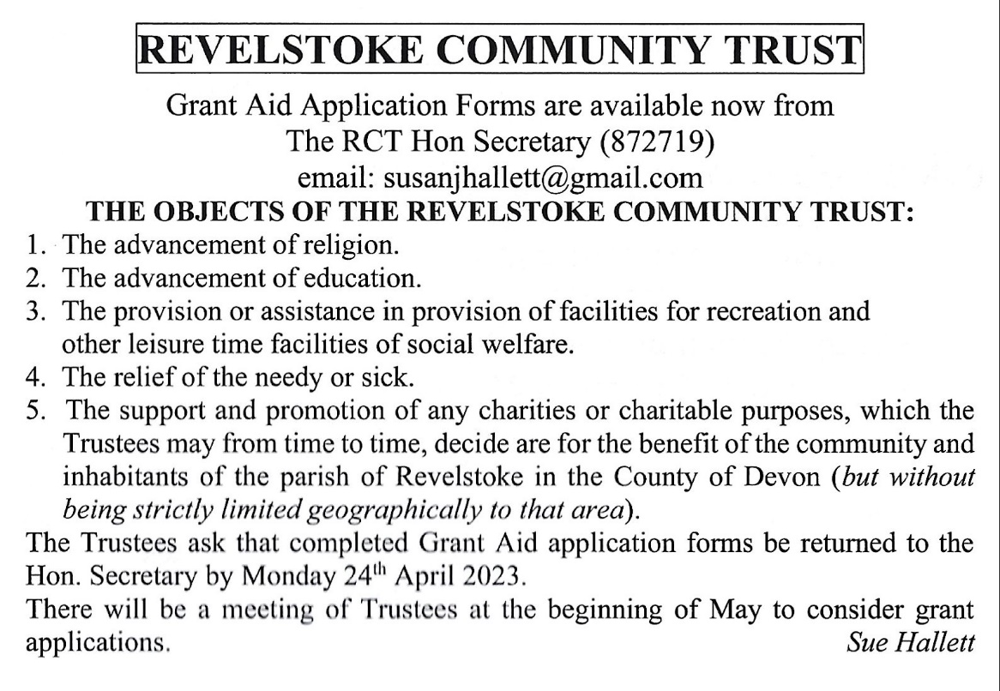 REVELSTOKE COMMUNITY TRUST
Grant Aid Application Forms are available now from
The RCT Hon Secretary (872719)
email: susanjhallett@gmail.com
THE OBJECTS OF THE REVELSTOKE COMMUNITY TRUST:
1. The advancement of religion.
2. The advancement of education.
3. The provision or assistance in provision of facilities for recreation and
other leisure time facilities of social welfare.
4. The relief of the needy or sick.
5. The support and promotion of any charities or charitable purposes, which the
Trustees may from time to time, decide are for the benefit of the community and
inhabitants of the parish of Revelstoke in the County of Devon (but without
being strictly limited geographically to that area).
The Trustees ask that completed Grant Aid application forms be returned to the
Hon. Secretary by Monday 24th April 2023.
There will be a meeting of Trustees at the beginning of May to consider grant
applications. Sue Hallett